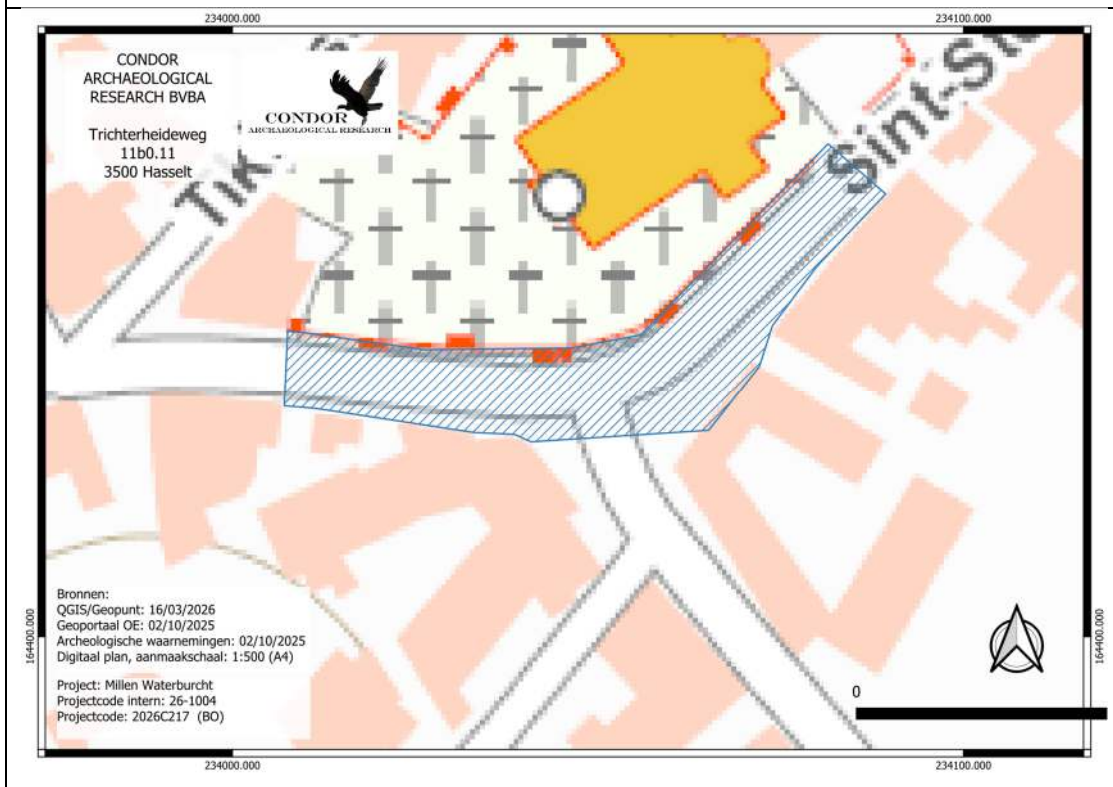 234000.000
234100.000
CONDOR
ARCHAEOLOGICAL
RESEARCH BVBA
Trichterheideweg
11b0.11
3500 Hasselt
CONDOR
ARCHAEOLOGICAL RESEARCH
Tik
Sint-St
164400.000
164400.000
Bronnen:
QGIS/Geopunt: 16/03/2026
Geoportaal OE: 02/10/2025
Archeologische waarnemingen: 02/10/2025
Digitaal plan, aanmaakschaal: 1:500 (A4)
Project: Millen Waterburcht
Projectcode intern: 26-1004
Projectcode: 2026C217 (BO)
0
234000.000
234100.000